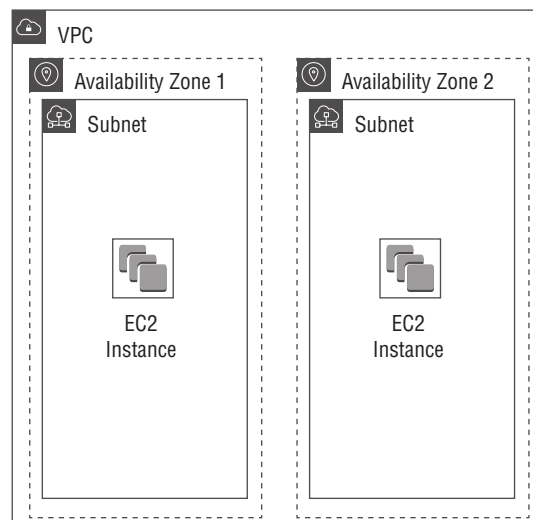 VPC
Availability Zone 1
Subnet
EC2
Instance
Availability Zone 2
Subnet
EC2
Instance